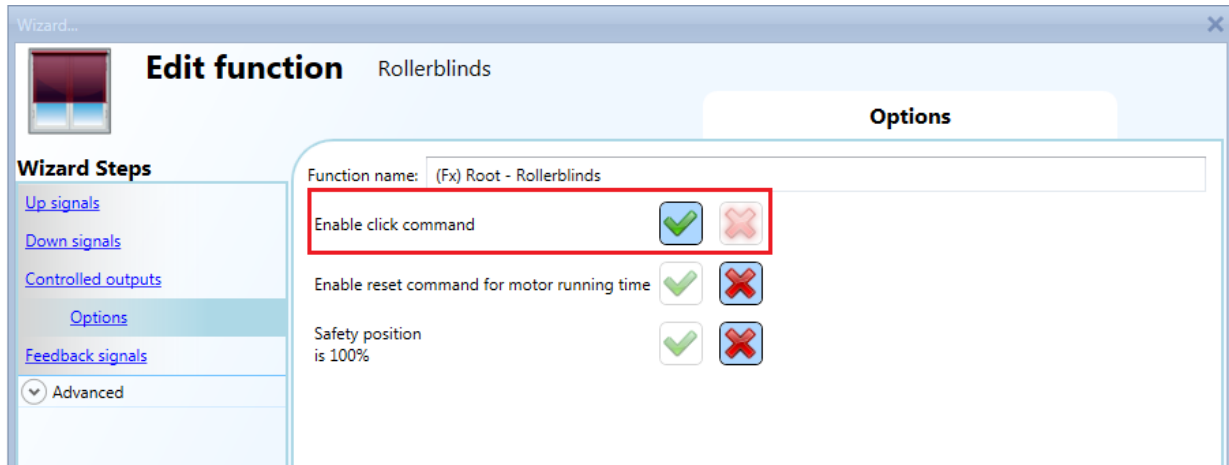 Wizard...
Edit function Rollerblinds
Options
Wizard Steps
Up signals
Down signals
Controlled outputs
Options
Feedback signals
Advanced
Function name: (Fx) Root - Rollerblinds
Enable click command
Enable reset command for motor running time
Safety position
is 100%